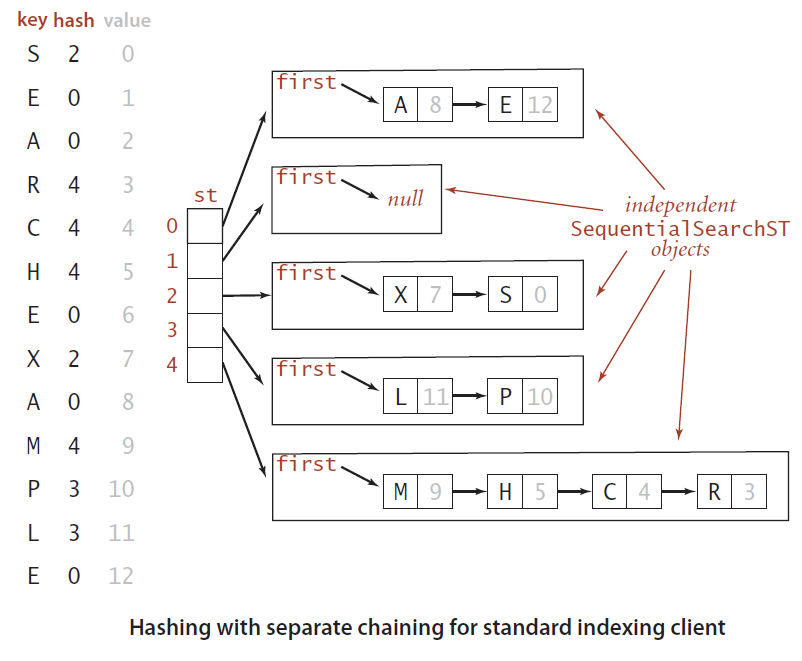 key hash value
S 2 0
E 0 1
A 0 2
R 4 3
C 4 4
H 4 5
E 0 6
X 2 7
A 0 8
M 4 9
P 3 10
L 3 11
E 0 12
st
0
1
2
3
4
first
A 8 E 12
first
null
first
X 7 S 0
first
L 11 P 10
first
M 9 H 5 C 4 R 3
independent
SequentialSearchST
objects
Hashing with separate chaining for standard indexing client